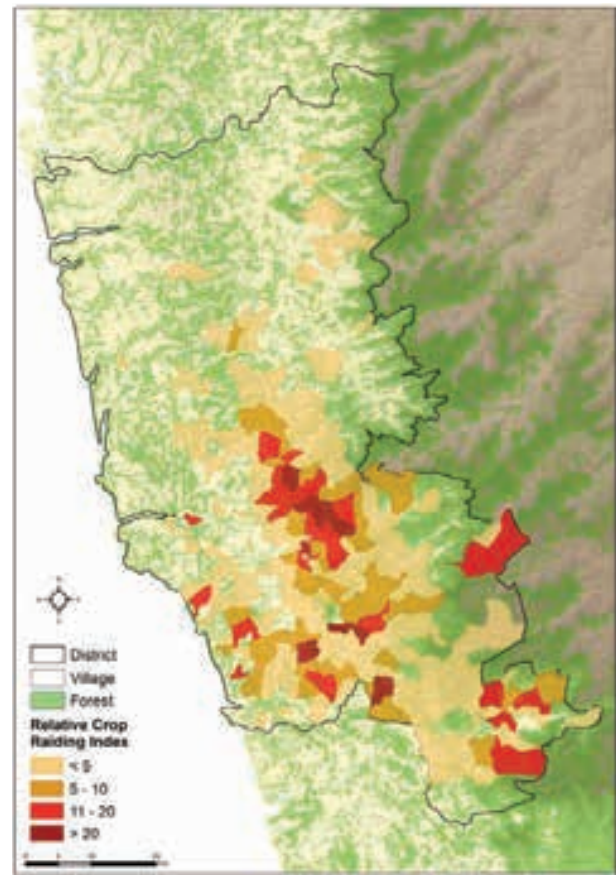 District
Village
Forest
Relative Crop
Raiding Index
< 5
5 - 10
11 - 20
> 20